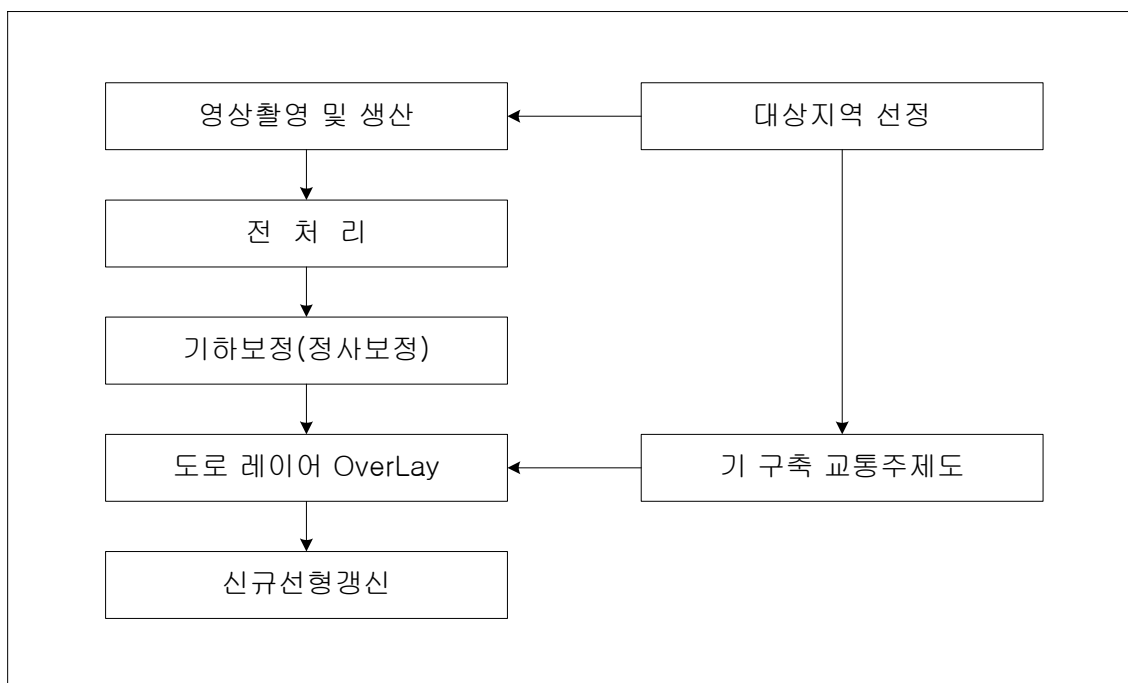 영상촬영 및 생산
대상지역 선정
전 처 리
기하보정(정사보정)
도로 레이어 OverLay
기 구축 교통주제도
신규선형갱신